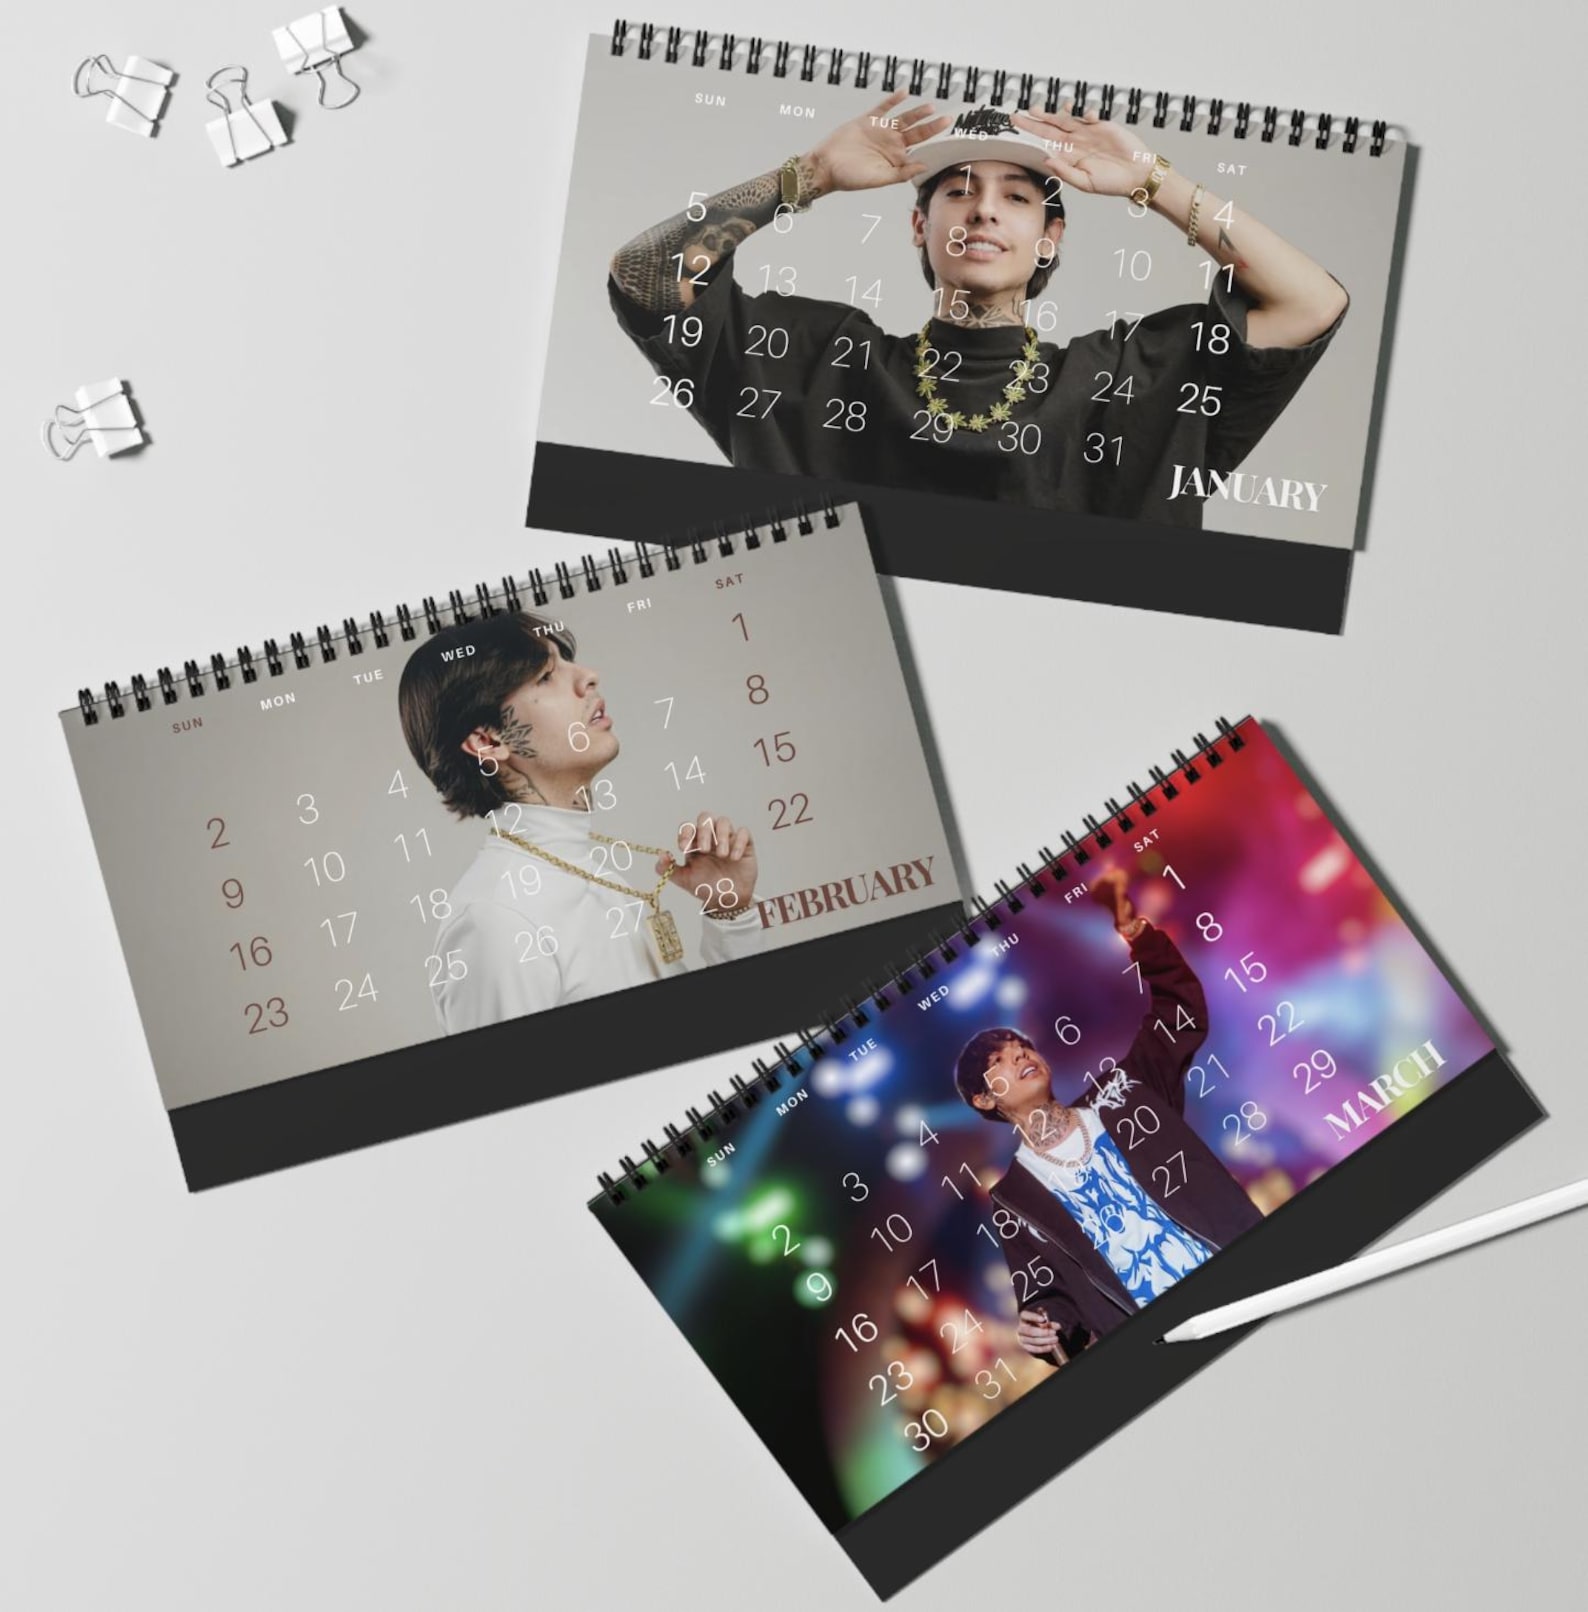 SUN MON TUE WED THU FRI SAT
1 2 3 4
5 6 7 8 9 10 11
12 13 14 15 16 17 18
19 20 21 22 23 24 25
26 27 28 29 30 31
JANUARY
SUN MON TUE WED THU FRI SAT
1
2 3 4 5 6 7 8
9 10 11 12 13 14 15
16 17 18 19 20 21 22
23 24 25 26 27 28
FEBRUARY
SUN MON TUE WED THU FRI SAT
1
2 3 4 5 6 7 8
9 10 11 12 13 14 15
16 17 18 20 21 22
23 24 25 26 27 28 29
30 31
MARCH